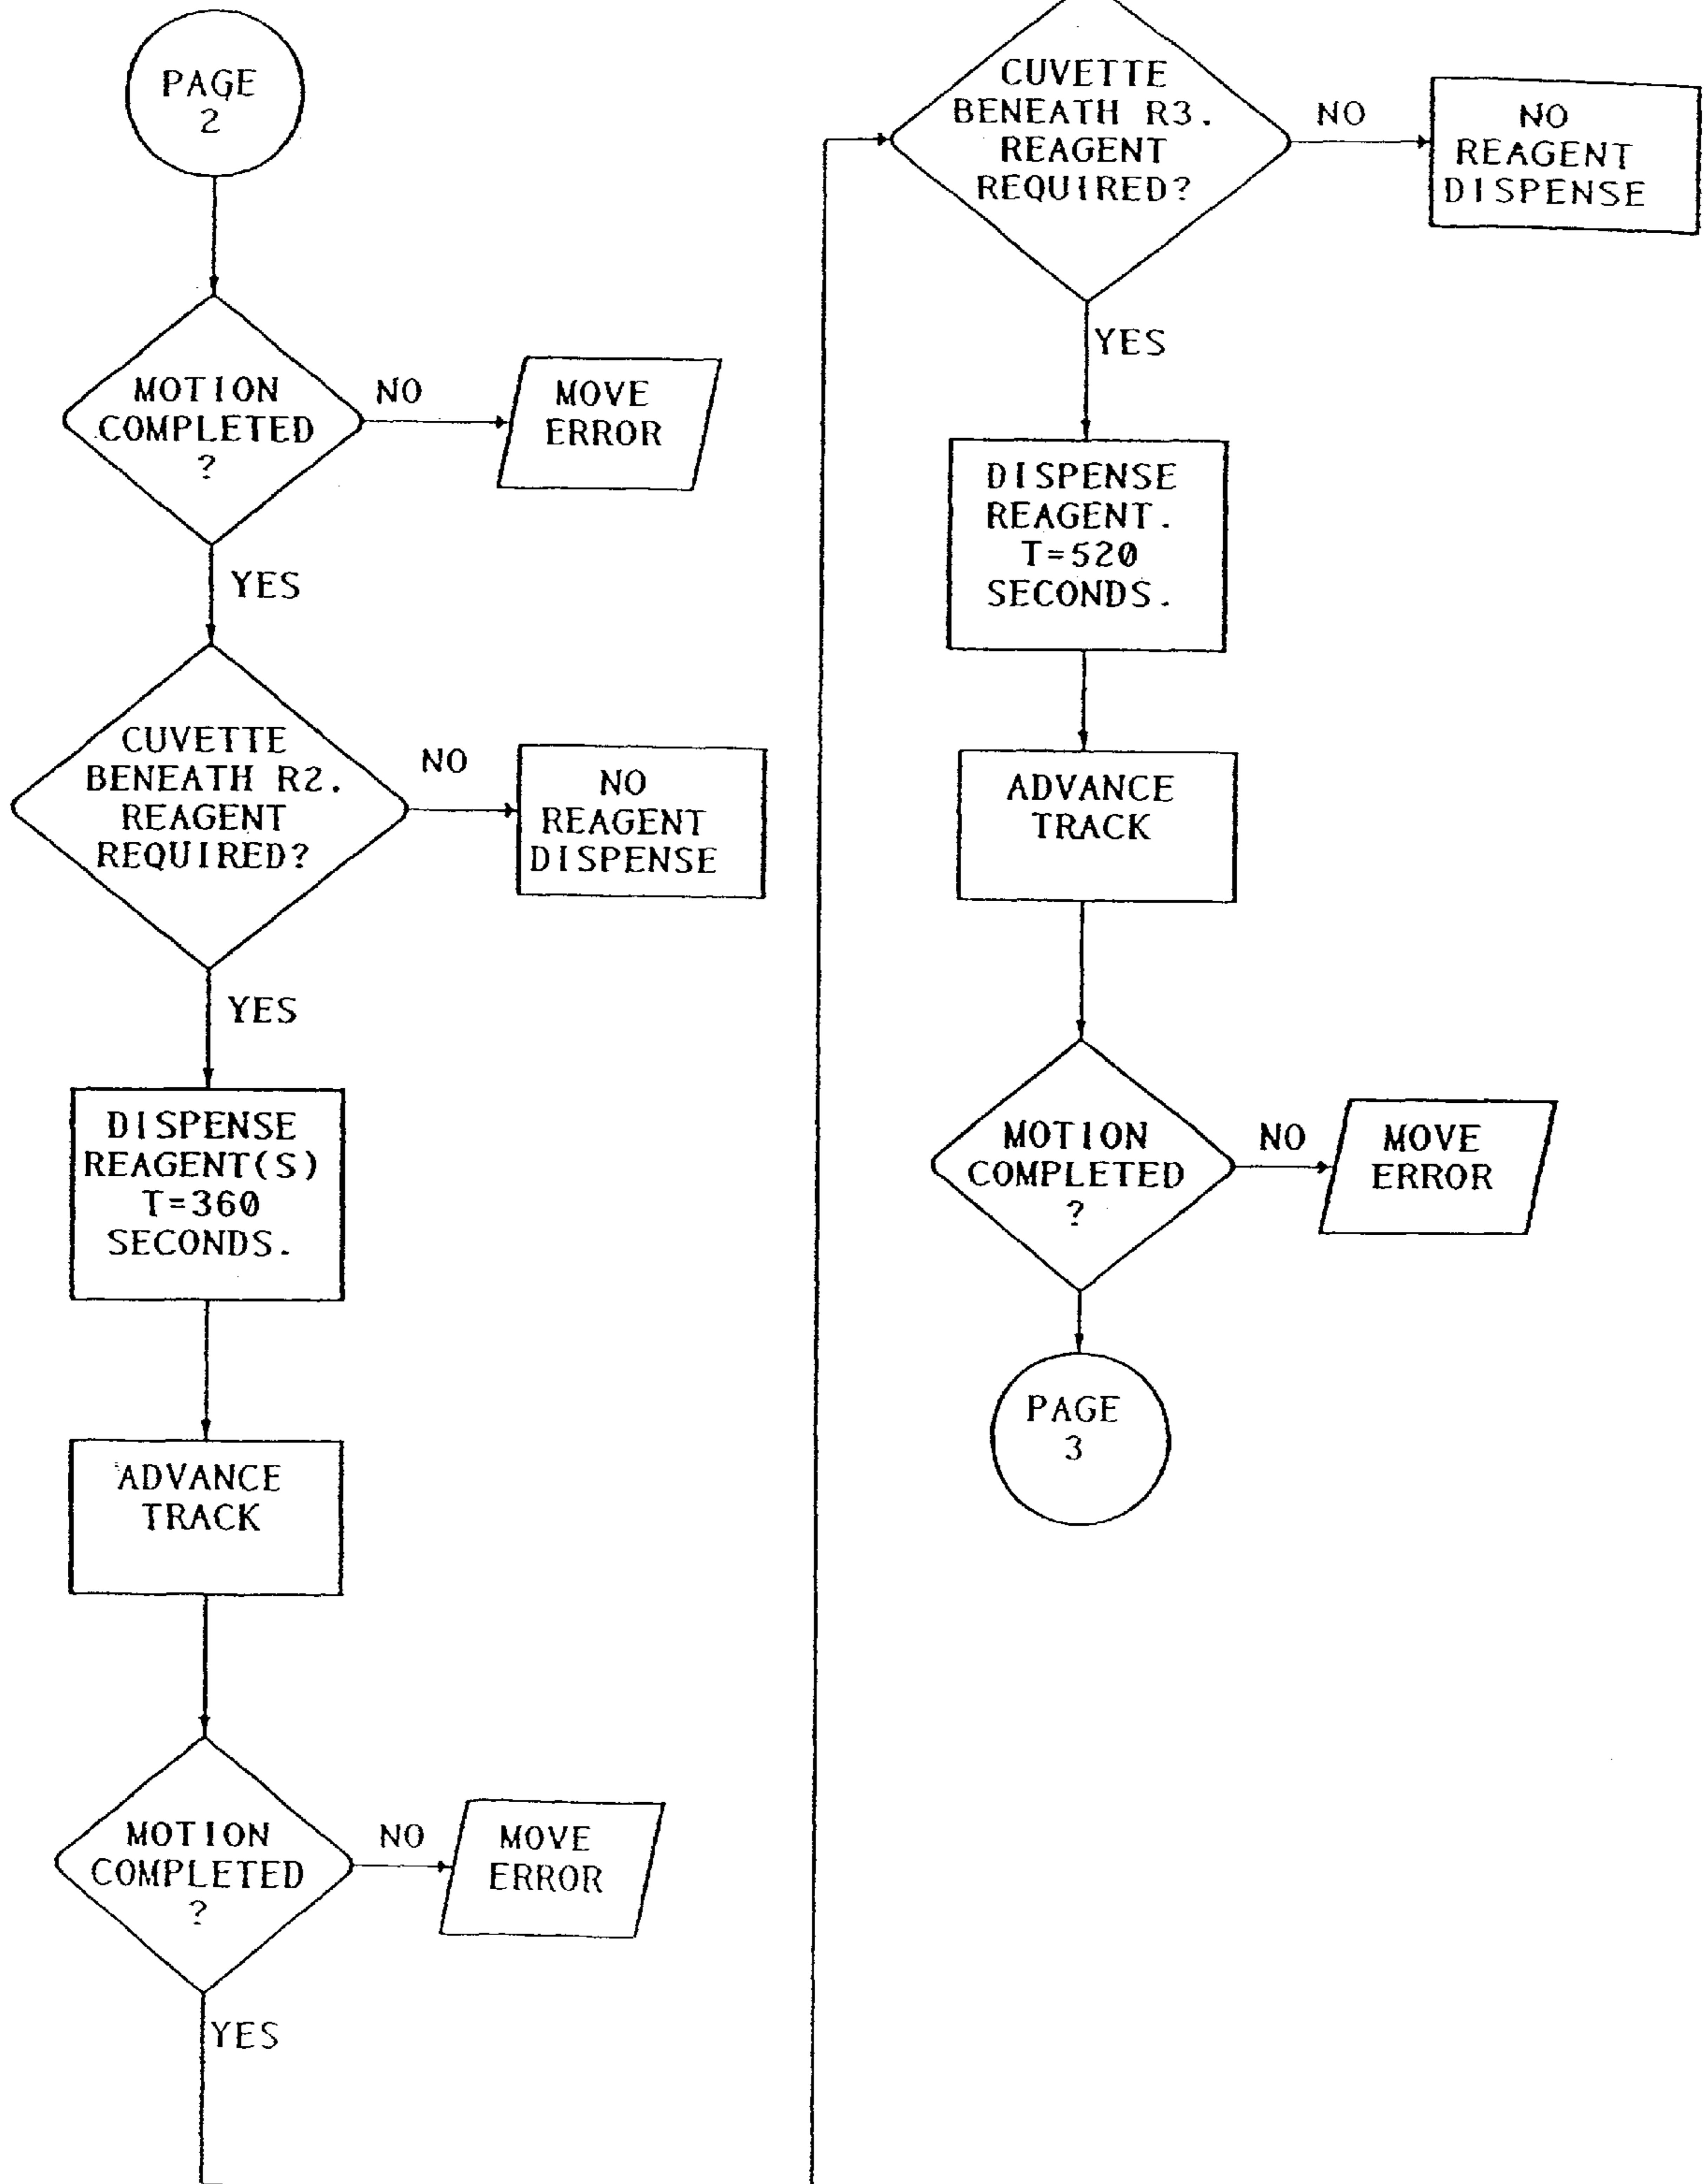 PAGE
2
MOTION
COMPLETED
?
NO
MOVE
ERROR
YES
CUVETTE
BENEATH R2.
REAGENT
REQUIRED?
NO
NO
REAGENT
DISPENSE
YES
DISPENSE
REAGENT(S)
T=360
SECONDS.
ADVANCE
TRACK
MOTION
COMPLETED
?
NO
MOVE
ERROR
YES
CUVETTE
BENEATH R3.
REAGENT
REQUIRED?
NO
NO
REAGENT
DISPENSE
YES
DISPENSE
REAGENT.
T=520
SECONDS.
ADVANCE
TRACK
MOTION
COMPLETED
?
NO
MOVE
ERROR
PAGE
3